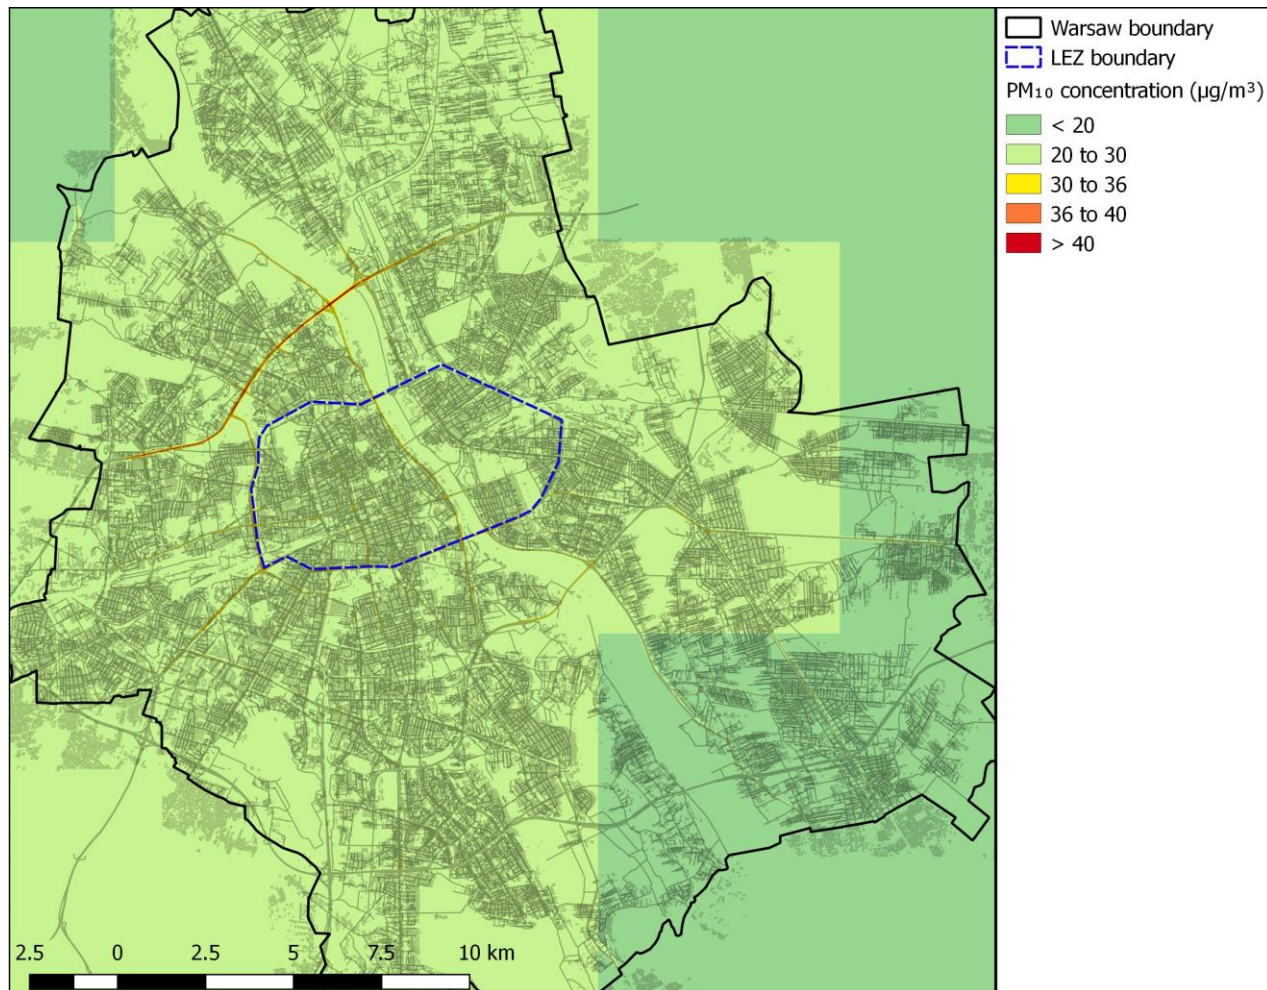 Warsaw boundary
LEZ boundary
PM₁₀ concentration (µg/m³)
< 20
20 to 30
30 to 36
36 to 40
> 40
2.5 0 2.5 5 7.5 10 km